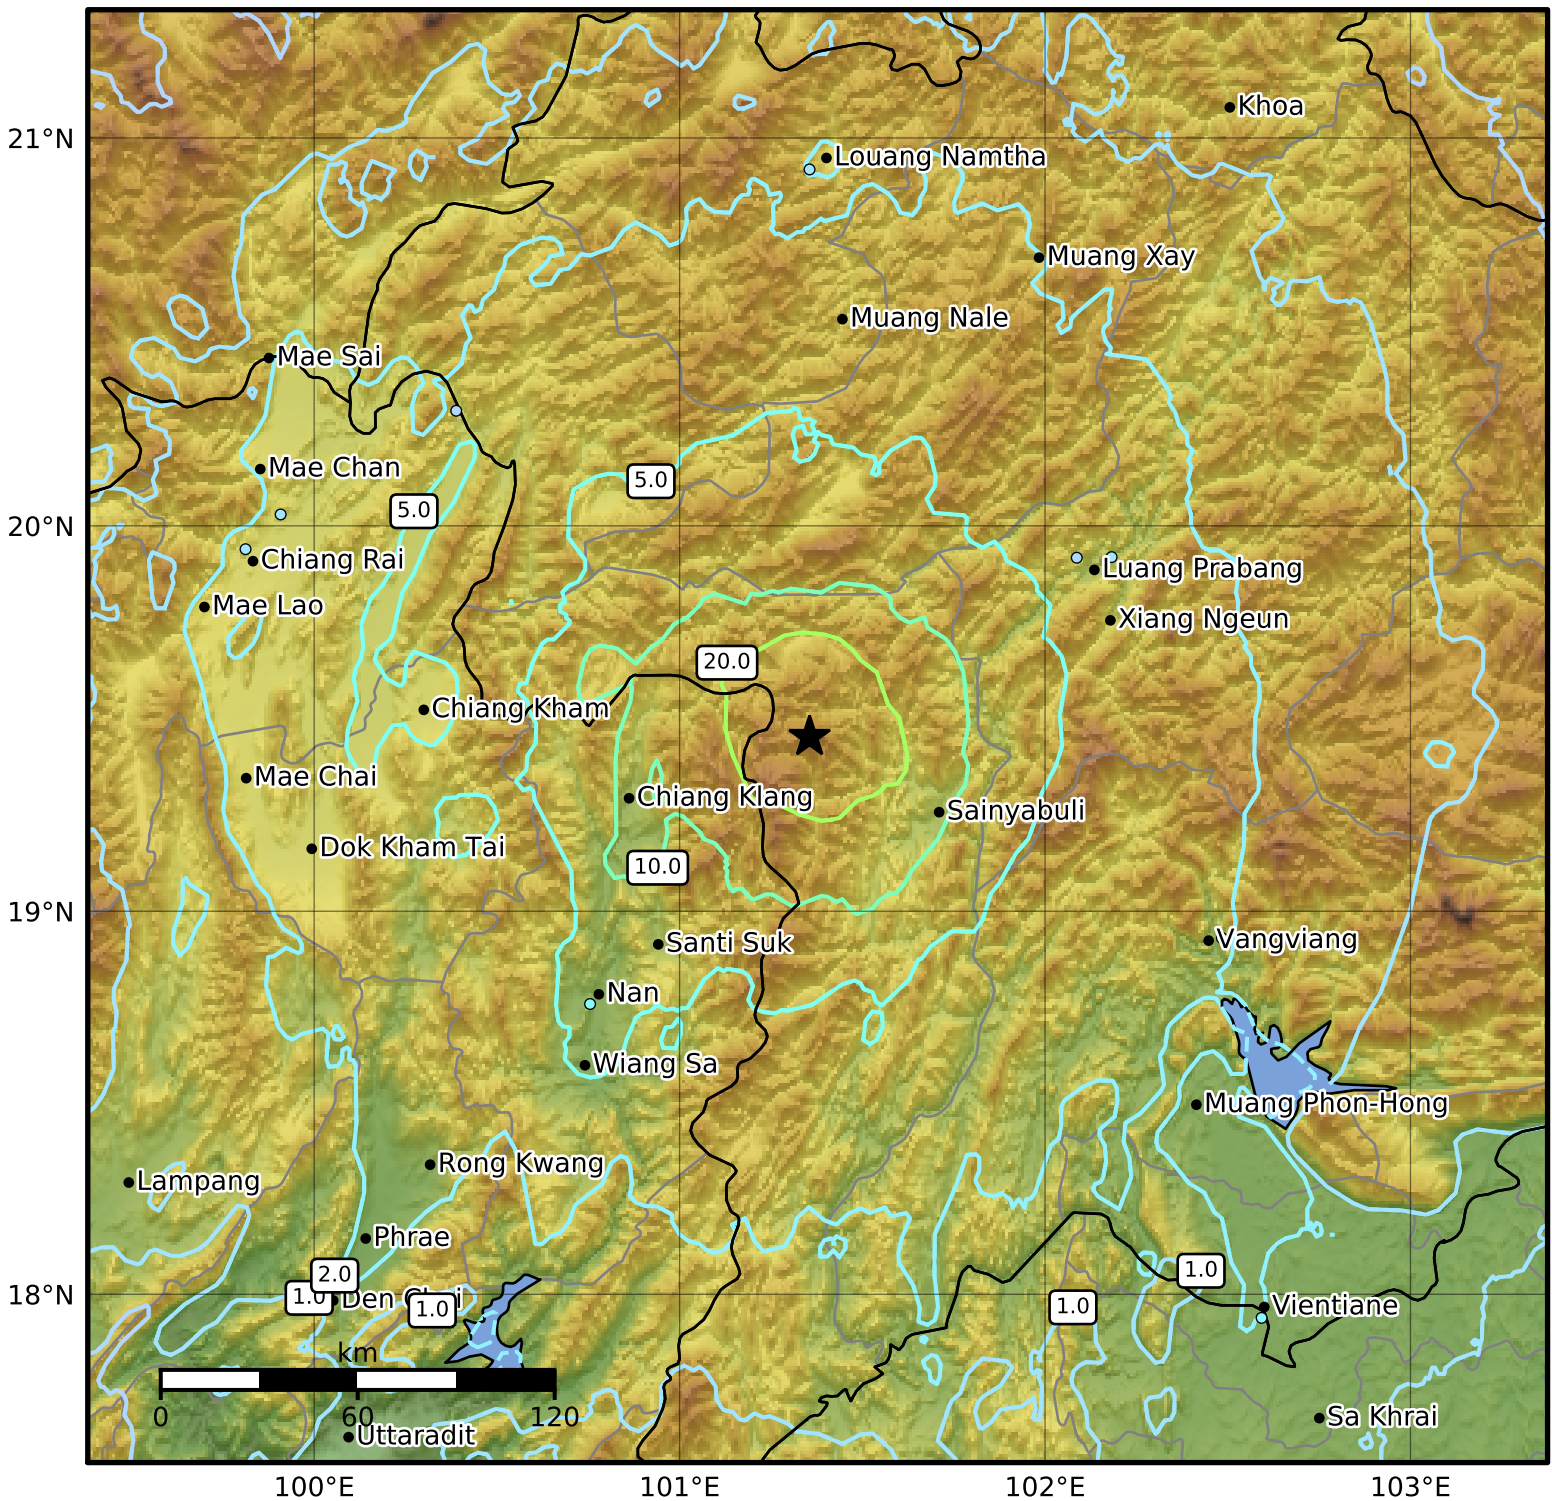 Khoa
21°N
Louang Namtha
Muang Xay
Muang Nale
Mae Sai
Mae Chan
5.0
5.0
20°N
Chiang Rai
Luang Prabang
Mae Lao
Xiang Ngeun
20.0
Chiang Kham
Mae Chai
Chiang Klang
Sainyabuli
Dok Kham Tai
10.0
19°N
Santi Suk
Vangviang
Nan
Wiang Sa
Muang Phon-Hong
Rong Kwang
Lampang
Phrae
2.0
1.0
18°N
1.0
Den
1.0
1.0
Vientiane
km
0
60
120
Sa Khrai
Uttaradit
100°E
101°E
102°E
103°E